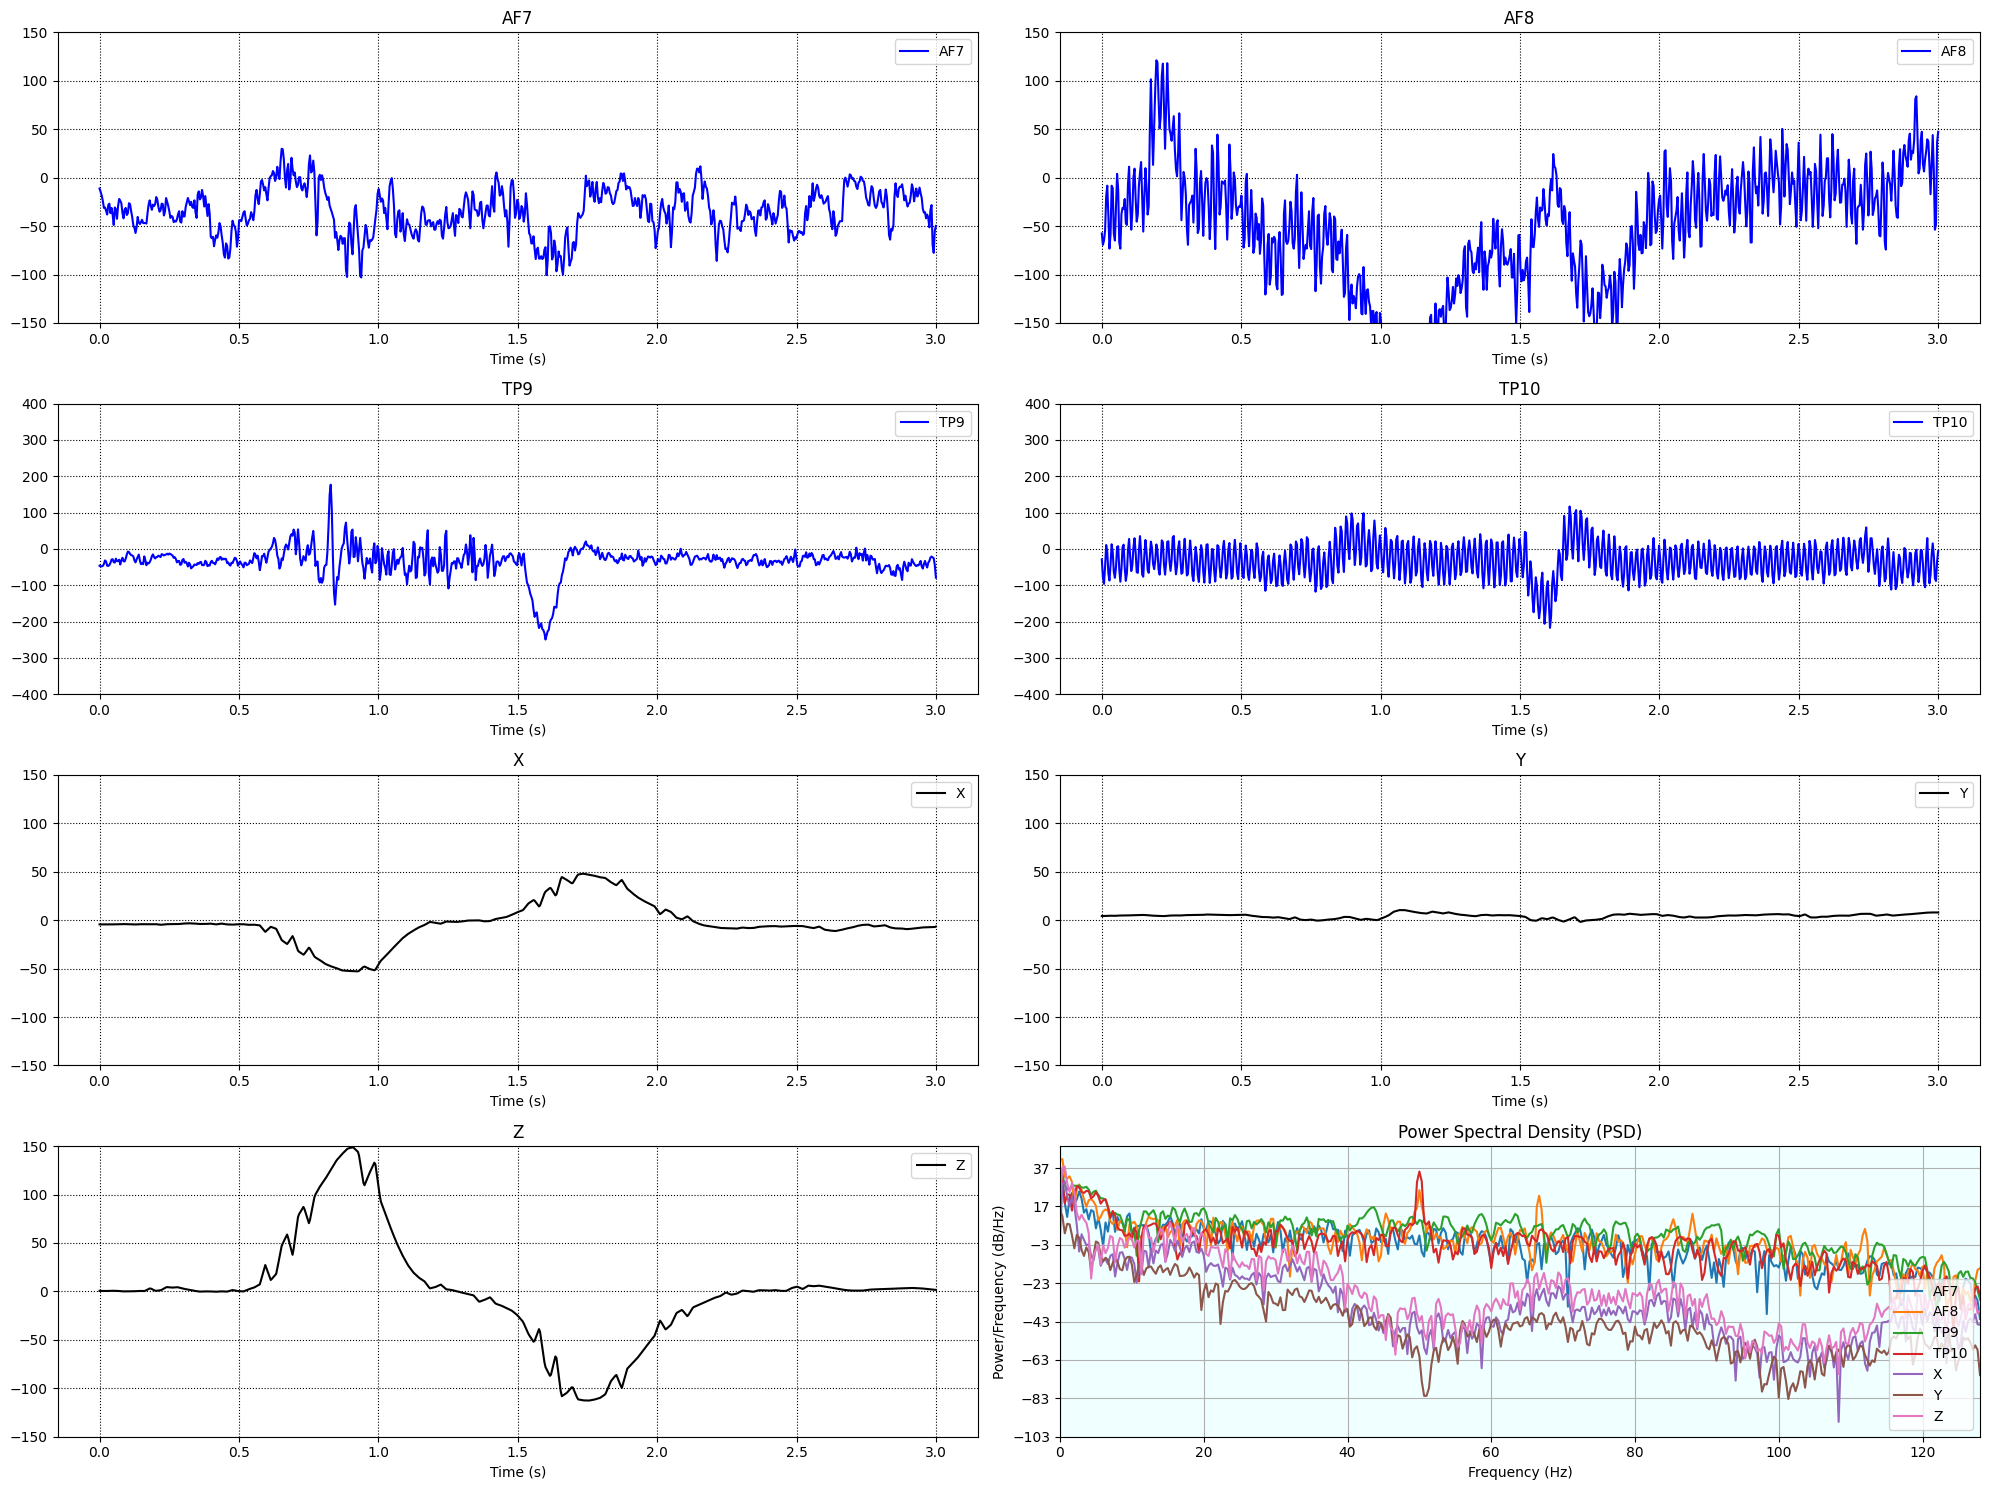 AF7
150
100
50
0
−50
−100
−150
AF7
0.0 0.5 1.0 1.5 2.0 2.5 3.0
Time (s)
AF8
150
100
50
0
−50
−100
−150
AF8
0.0 0.5 1.0 1.5 2.0 2.5 3.0
Time (s)
TP9
400
300
200
100
0
−100
−200
−300
−400
TP9
0.0 0.5 1.0 1.5 2.0 2.5 3.0
Time (s)
TP10
400
300
200
100
0
−100
−200
−300
−400
TP10
0.0 0.5 1.0 1.5 2.0 2.5 3.0
Time (s)
X
150
100
50
0
−50
−100
−150
X
0.0 0.5 1.0 1.5 2.0 2.5 3.0
Time (s)
Y
150
100
50
0
−50
−100
−150
Y
0.0 0.5 1.0 1.5 2.0 2.5 3.0
Time (s)
Z
150
100
50
0
−50
−100
−150
Z
0.0 0.5 1.0 1.5 2.0 2.5 3.0
Time (s)
Power Spectral Density (PSD)
Power/Frequency (dB/Hz)
37
17
−3
−23
−43
−63
−83
−103
AF7
AF8
TP9
TP10
X
Y
Z
0 20 40 60 80 100 120
Frequency (Hz)